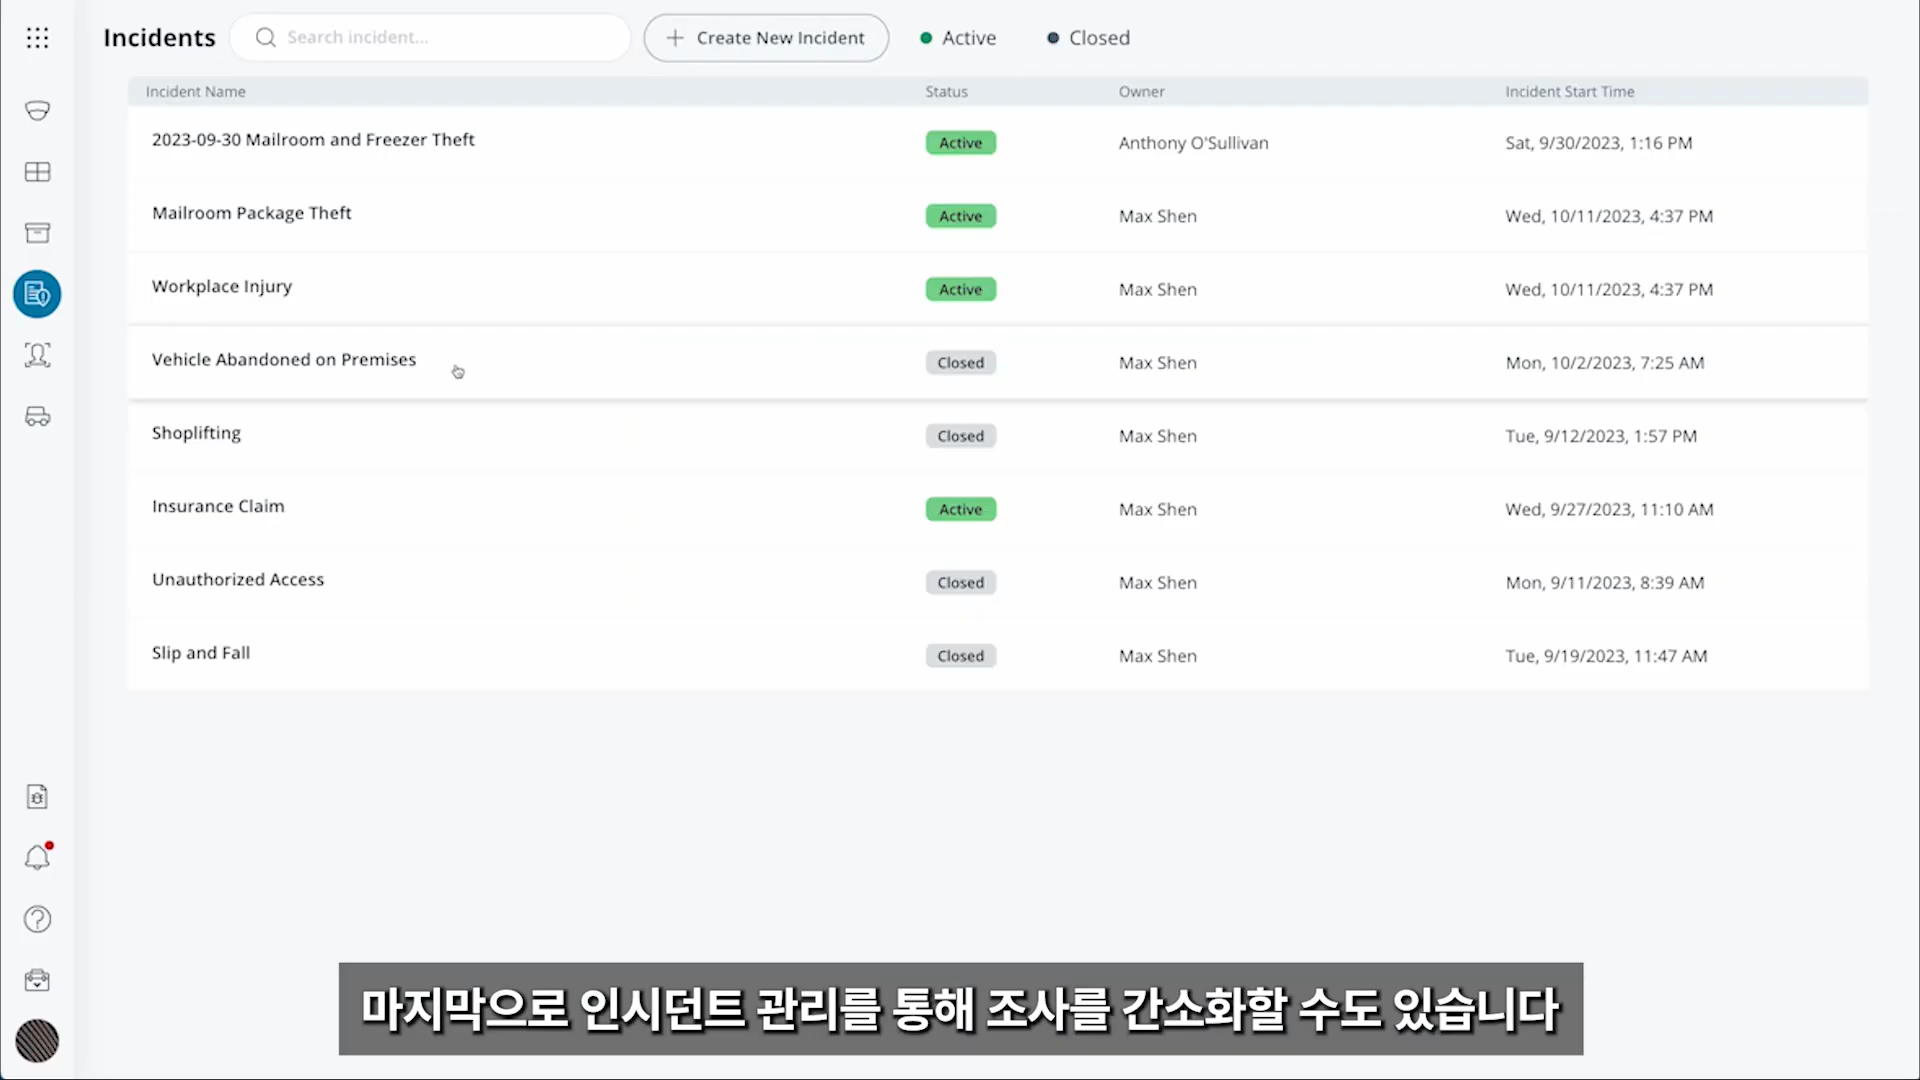 Incidents
Search incident...
Create New Incident
Active
Closed
Incident Name Status Owner Incident Start Time
2023-09-30 Mailroom and Freezer Theft Active Anthony O'Sullivan Sat, 9/30/2023, 1:16 PM
Mailroom Package Theft Active Max Shen Wed, 10/11/2023, 4:37 PM
Workplace Injury Active Max Shen Wed, 10/11/2023, 4:37 PM
Vehicle Abandoned on Premises Closed Max Shen Mon, 10/2/2023, 7:25 AM
Shoplifting Closed Max Shen Tue, 9/12/2023, 1:57 PM
Insurance Claim Active Max Shen Wed, 9/27/2023, 11:10 AM
Unauthorized Access Closed Max Shen Mon, 9/11/2023, 8:39 AM
Slip and Fall Closed Max Shen Tue, 9/19/2023, 11:47 AM
마지막으로 인시던트 관리를 통해 조사를 간소화할 수도 있습니다